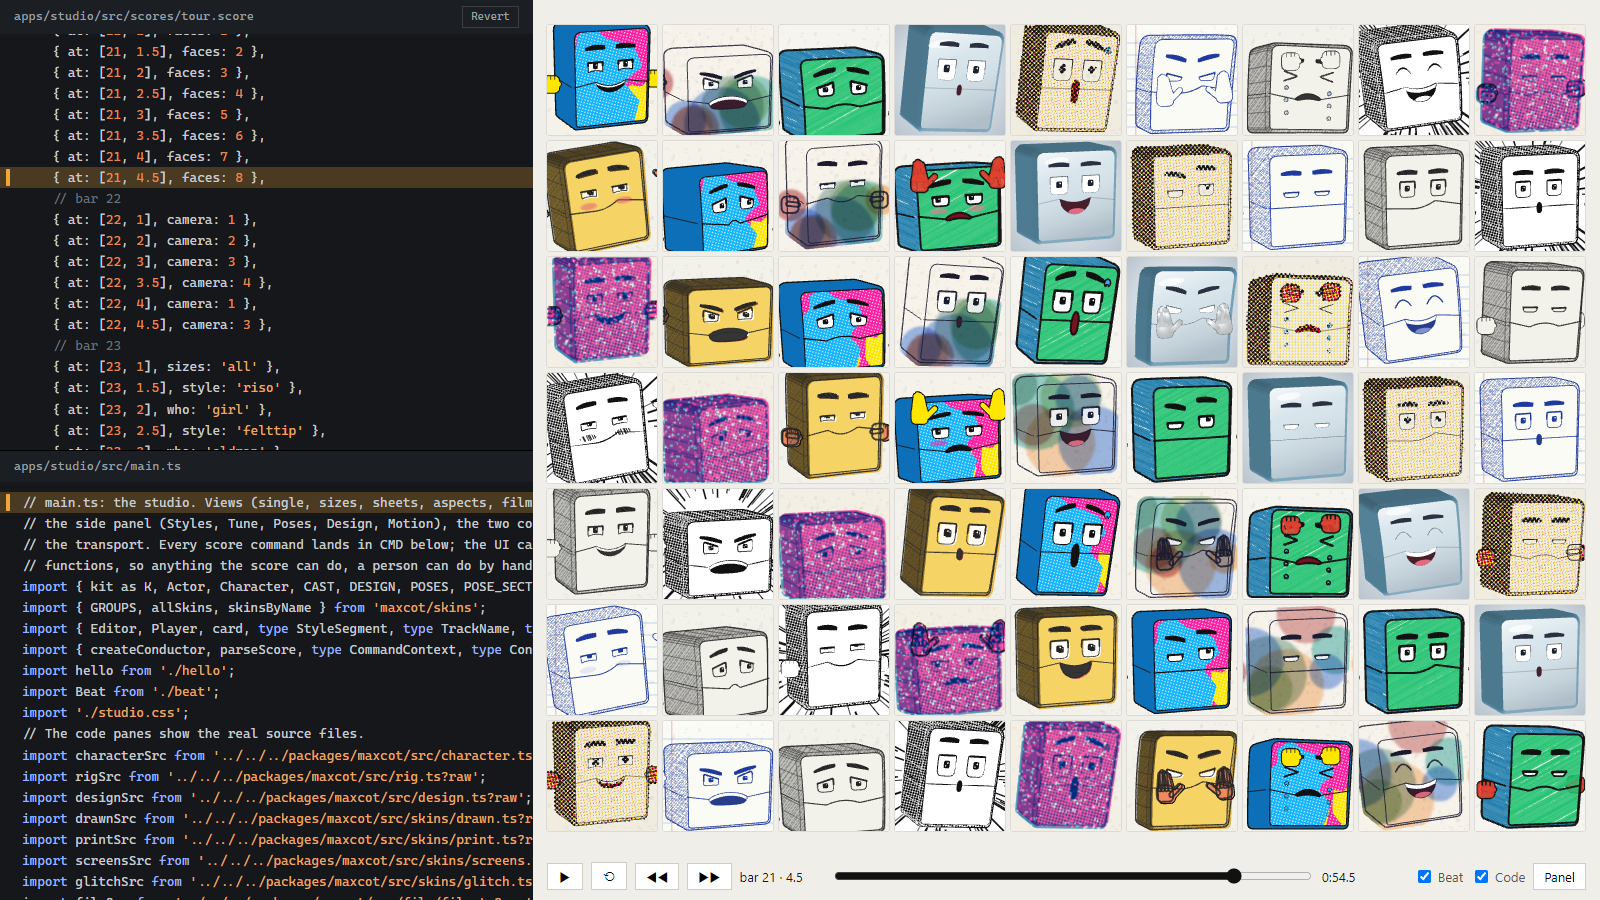 apps/studio/src/scores/tour.score
Revert
{ at: [21, 1.5], faces: 2 },
{ at: [21, 2], faces: 3 },
{ at: [21, 2.5], faces: 4 },
{ at: [21, 3], faces: 5 },
{ at: [21, 3.5], faces: 6 },
{ at: [21, 4], faces: 7 },
{ at: [21, 4.5], faces: 8 },
// bar 22
{ at: [22, 1], camera: 1 },
{ at: [22, 2], camera: 2 },
{ at: [22, 3], camera: 3 },
{ at: [22, 3.5], camera: 4 },
{ at: [22, 4], camera: 1 },
{ at: [22, 4.5], camera: 3 },
// bar 23
{ at: [23, 1], sizes: 'all' },
{ at: [23, 1.5], style: 'riso' },
{ at: [23, 2], who: 'girl' },
{ at: [23, 2.5], style: 'felttip' },
apps/studio/src/main.ts
// main.ts: the studio. Views (single, sizes, sheets, aspects, film
// the side panel (Styles, Tune, Poses, Design, Motion), the two co
// the transport. Every score command lands in CMD below; the UI ca
// functions, so anything the score can do, a person can do by hand
import { kit as K, Actor, Character, CAST, DESIGN, POSES, POSE_SECT
import { GROUPS, allSkins, skinsByName } from 'maxcot/skins';
import { Editor, Player, card, type StyleSegment, type TrackName, t
import { createConductor, parseScore, type CommandContext, type Con
import hello from './hello';
import Beat from './beat';
import './studio.css';
// The code panes show the real source files.
import characterSrc from '../../../packages/maxcot/src/character.ts
import rigSrc from '../../../packages/maxcot/src/rig.ts?raw';
import designSrc from '../../../packages/maxcot/src/design.ts?raw';
import drawnSrc from '../../../packages/maxcot/src/skins/drawn.ts?r
import printSrc from '../../../packages/maxcot/src/skins/print.ts?r
import screensSrc from '../../../packages/maxcot/src/skins/screens.
import glitchSrc from '../../../packages/maxcot/src/skins/glitch.ts
bar 21 · 4.5
0:54.5
Beat
Code
Panel